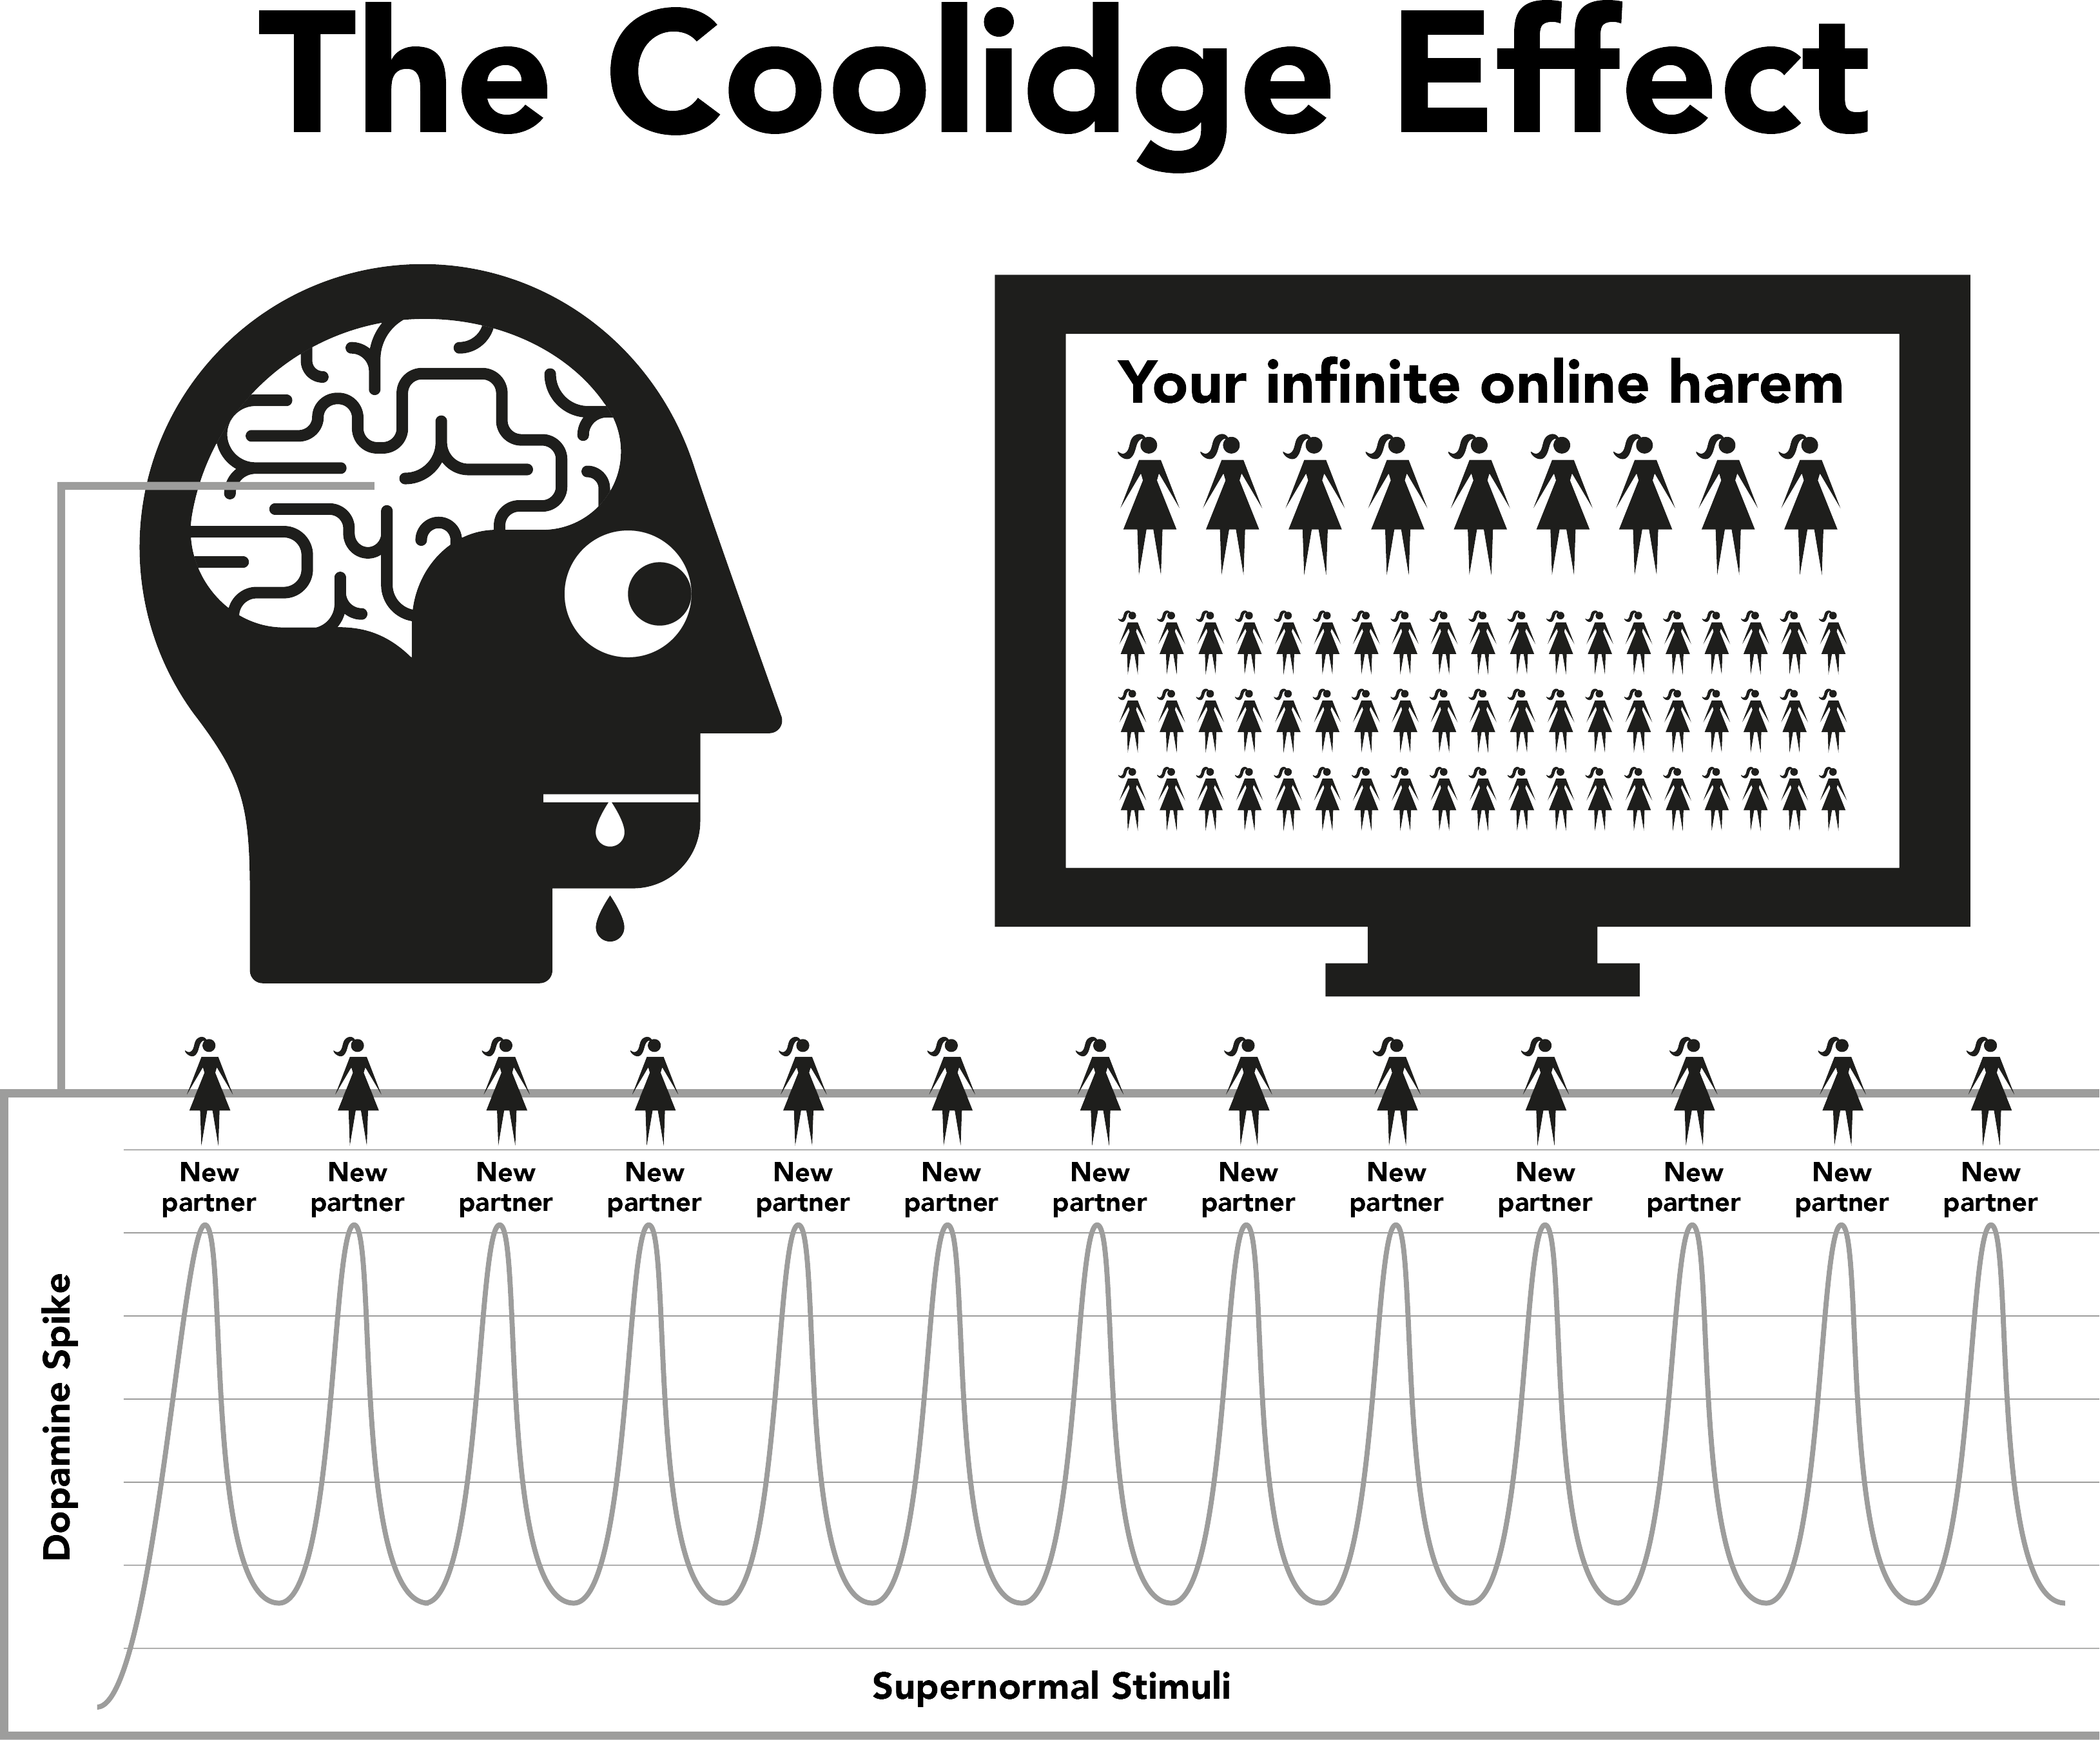 The Coolidge Effect
Your infinite online harem
New New New New New New New New New New New New New
partner partner partner partner partner partner partner partner partner partner partner partner partner
Dopamine Spike
Supernormal Stimuli